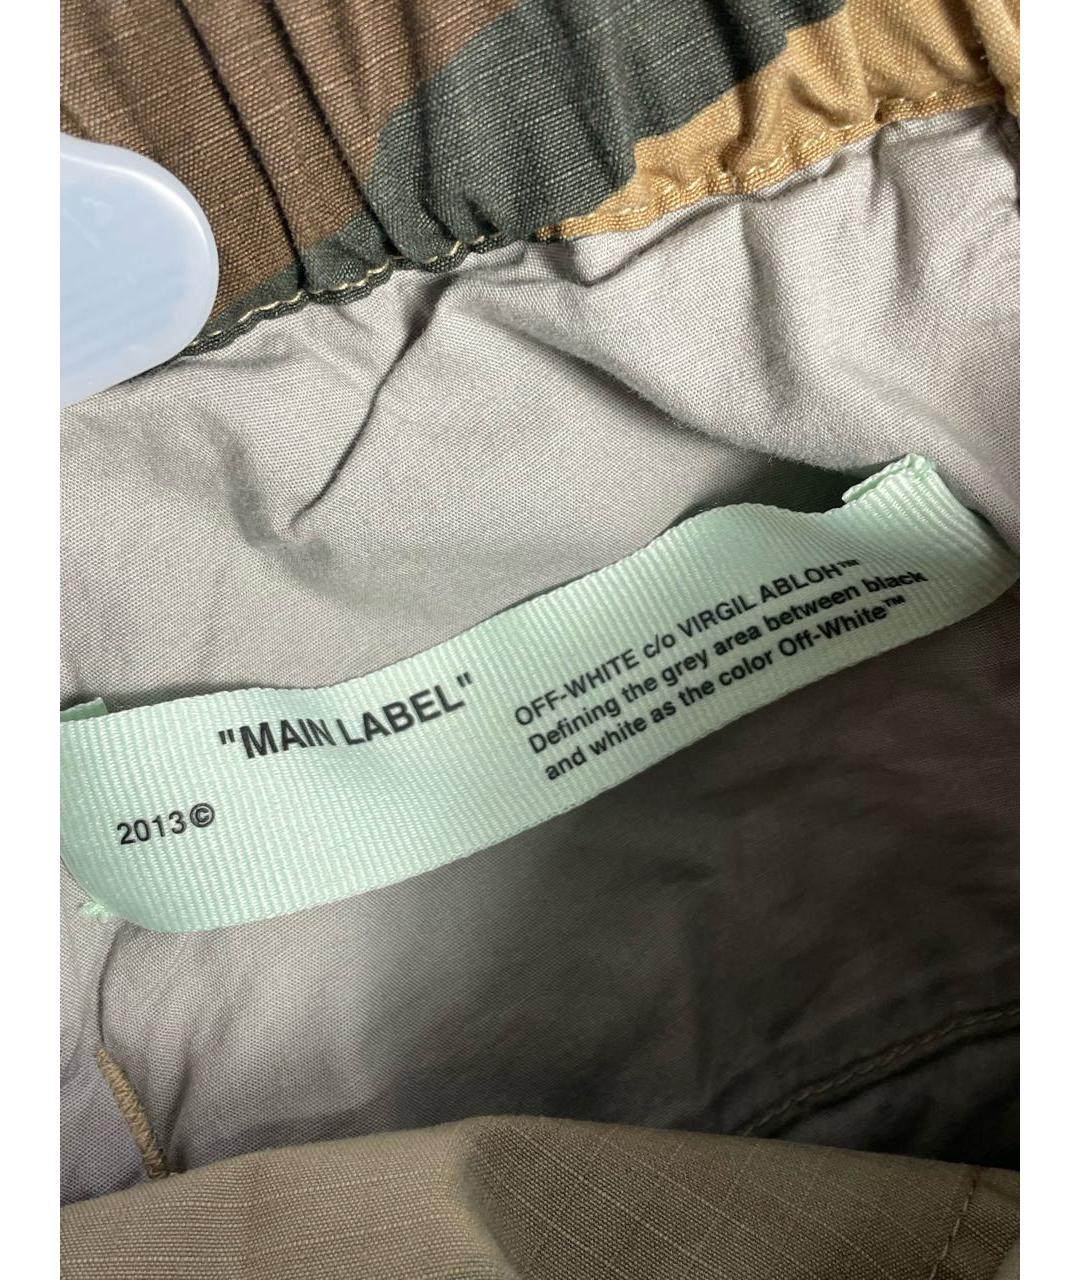 "MAIN LABEL"
2013©
OFF-WHITE c/o VIRGIL ABLOH™
Defining the grey area between black
and white as the color Off-White™